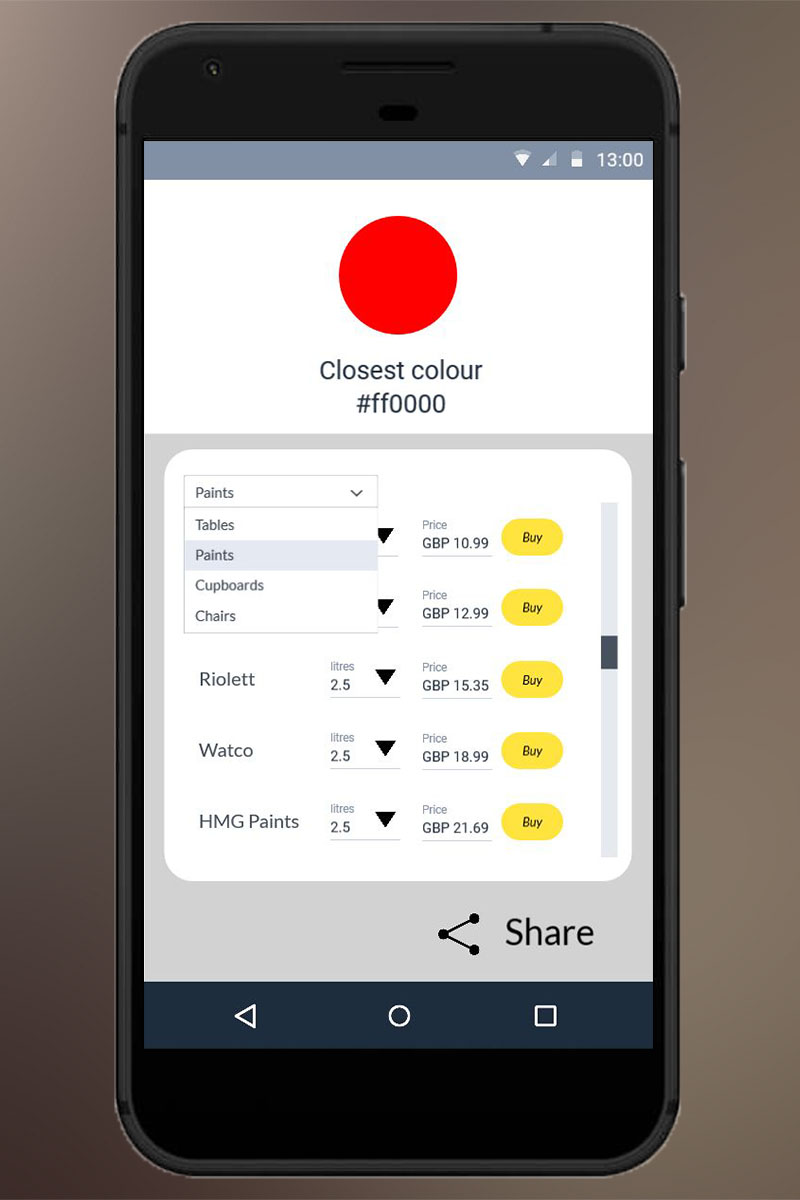 13:00
Closest colour
#ff0000
Paints
Tables
Paints
Cupboards
Chairs
Price
GBP 10.99
Buy
Price
GBP 12.99
Buy
Riolett
litres
2.5
Price
GBP 15.35
Buy
Watco
litres
2.5
Price
GBP 18.99
Buy
HMG Paints
litres
2.5
Price
GBP 21.69
Buy
Share